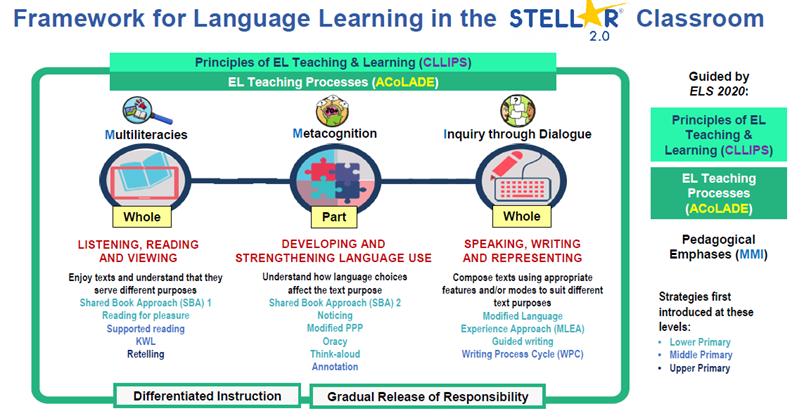 Framework for Language Learning in the STELLAR® 2.0 Classroom
Principles of EL Teaching & Learning (CLLIPS)
EL Teaching Processes (ACoLADE)
Multiliteracies
Whole
LISTENING, READING
AND VIEWING
Enjoy texts and understand that they
serve different purposes
Shared Book Approach (SBA) 1
Reading for pleasure
Supported reading
KWL
Retelling
Metacognition
Part
DEVELOPING AND
STRENGTHENING LANGUAGE USE
Understand how language choices
affect the text purpose
Shared Book Approach (SBA) 2
Noticing
Modified PPP
Oracy
Think-aloud
Annotation
Inquiry through Dialogue
Whole
SPEAKING, WRITING
AND REPRESENTING
Compose texts using appropriate
features and/or modes to suit different
text purposes
Modified Language
Experience Approach (MLEA)
Guided writing
Writing Process Cycle (WPC)
Differentiated Instruction
Gradual Release of Responsibility
Guided by
ELS 2020:
Principles of EL
Teaching &
Learning (CLLIPS)
EL Teaching
Processes
(ACoLADE)
Pedagogical
Emphases (MMI)
Strategies first
introduced at these
levels:
• Lower Primary
• Middle Primary
• Upper Primary